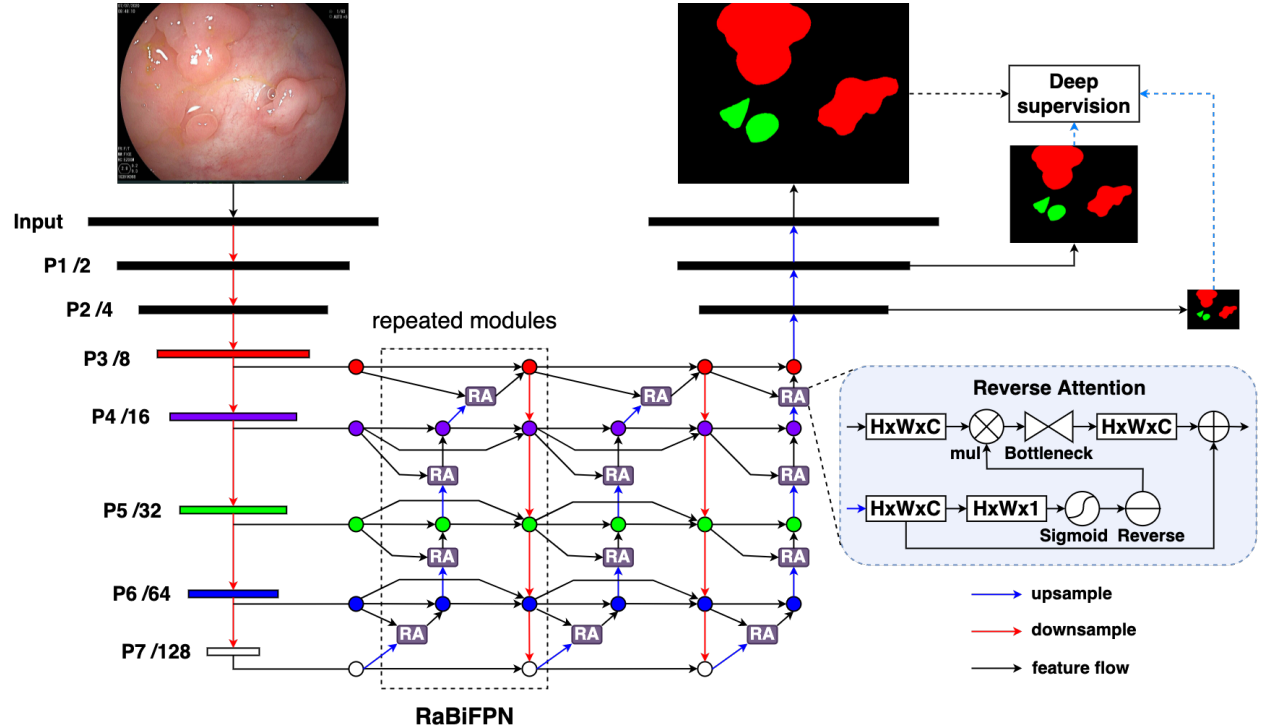 Input
P1 /2
P2 /4
P3 /8
P4 /16
P5 /32
P6 /64
P7 /128
repeated modules
RA
RA
RA
RA
RA
RA
RA
RA
RA
RA
RA
RA
RaBiFPN
Deep
supervision
Reverse Attention
HxWxC
mul
Bottleneck
HxWxC
HxWxC
HxWx1
Sigmoid
Reverse
upsample
downsample
feature flow